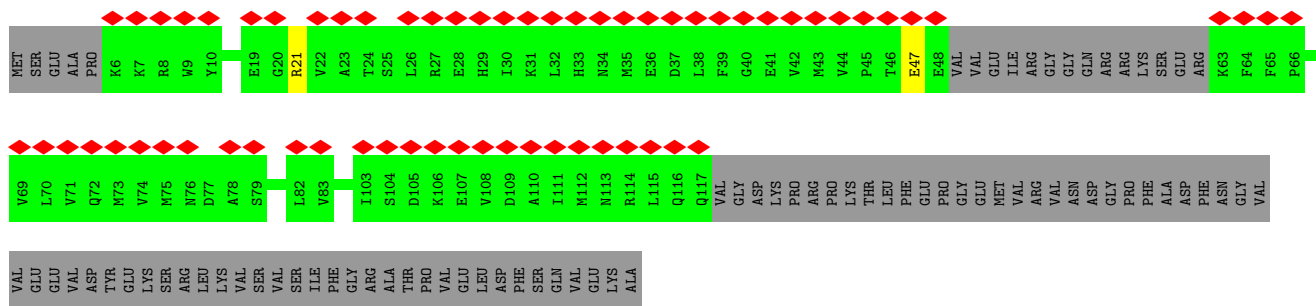 MET SER GLU ALA PRO K6 K7 R8 W9 Y10 E19 G20 R21 V22 A23 T24 S25 L26 R27 E28 H29 I30 K31 L32 H33 N34 M35 E36 D37 L38 F39 G40 E41 V42 M43 V44 P45 T46 E47 E48 VAL VAL GLU ILE ARG GLY GLY GLN ARG ARG LYS SER GLU ARG K63 F64 F65 P66
V69 L70 V71 Q72 M73 V74 M75 N76 D77 A78 S79 L82 V83 I103 S104 D105 K106 E107 V108 D109 A110 I111 M112 N113 R114 L115 Q116 Q117 VAL GLY ASP LYS PRO ARG PRO LYS THR LEU PHE GLU PRO GLY GLU MET VAL ARG VAL ASN ASP GLY PRO PHE ALA ASP PHE ASN GLY VAL
VAL GLU GLU VAL ASP TYR GLU LYS SER ARG LEU LYS VAL SER VAL SER ILE PHE GLY ARG ALA THR PRO VAL GLU LEU ASP PHE SER GLN VAL GLU LYS ALA